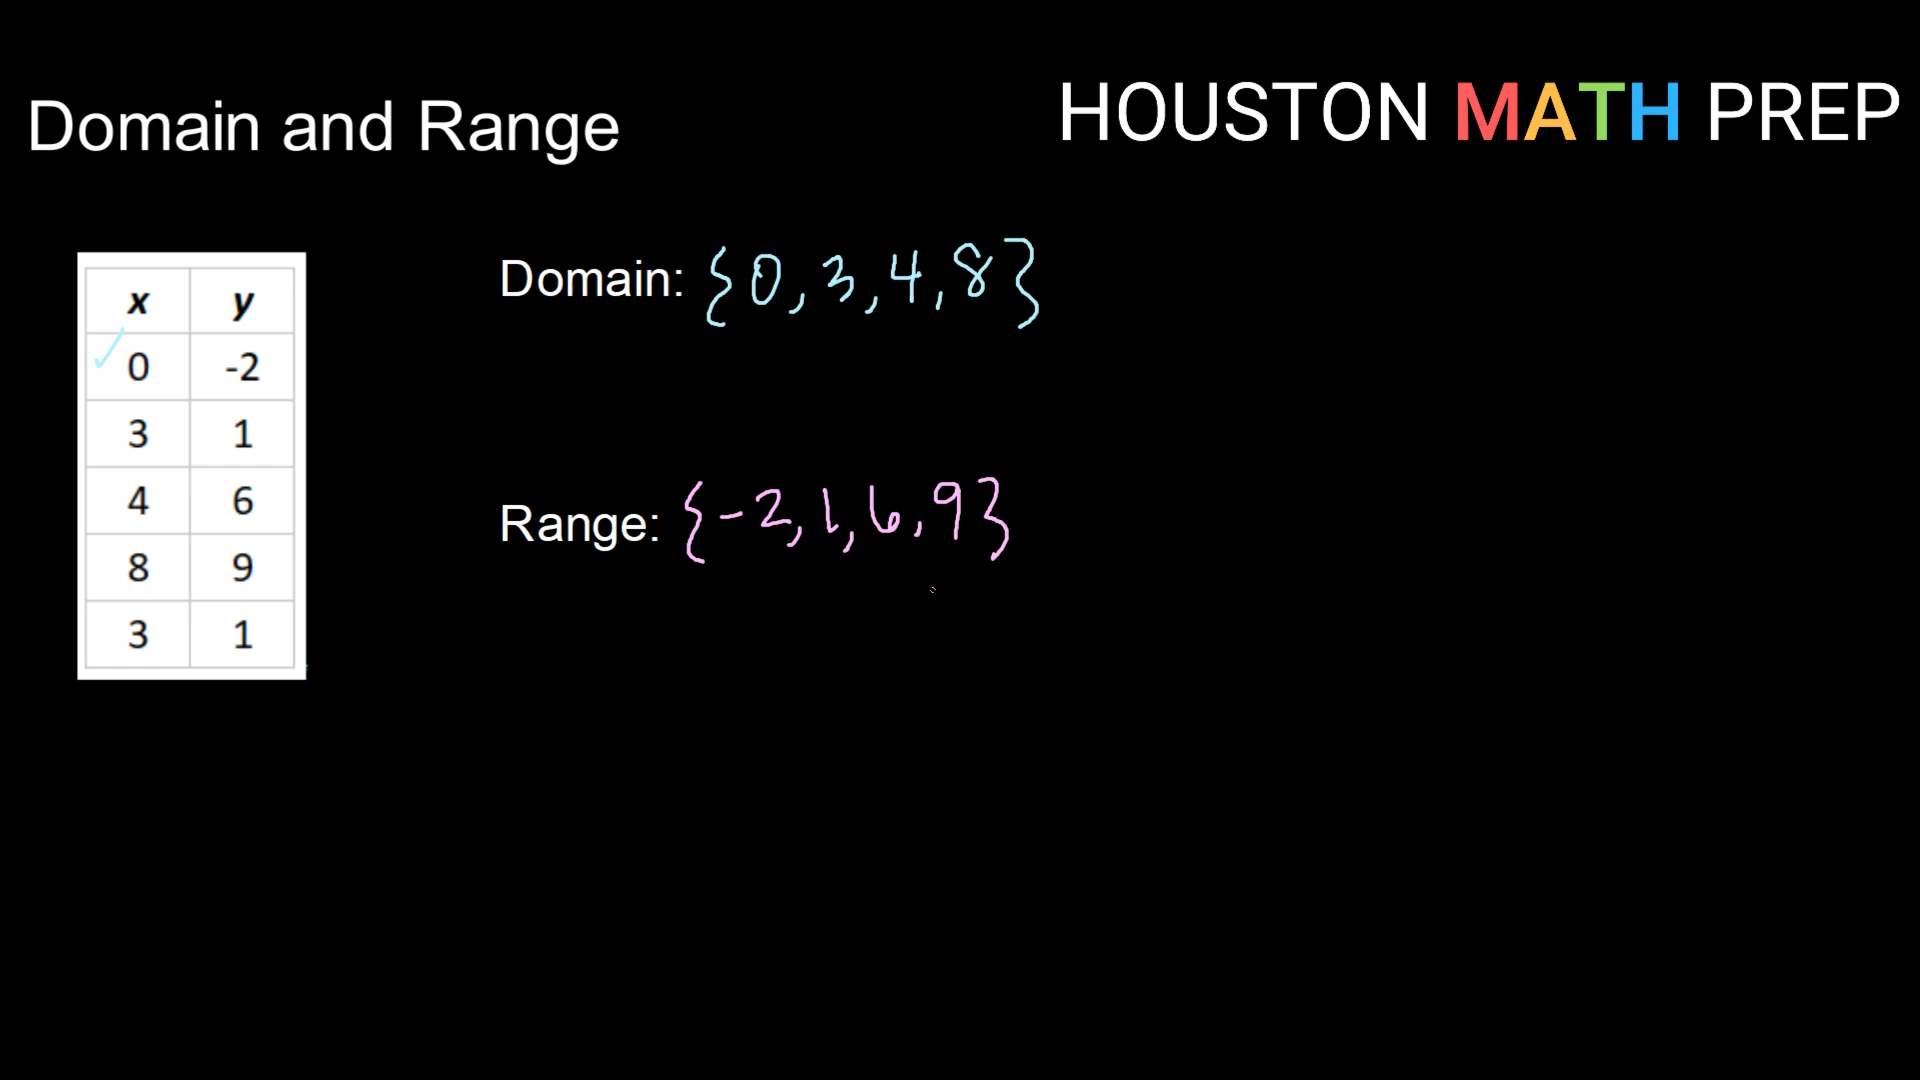 HOUSTON MATH PREP
Domain and Range
x y
0 -2
3 1
4 6
8 9
3 1
Domain: {0, 3, 4, 8}
Range: {-2, 1, 6, 9}